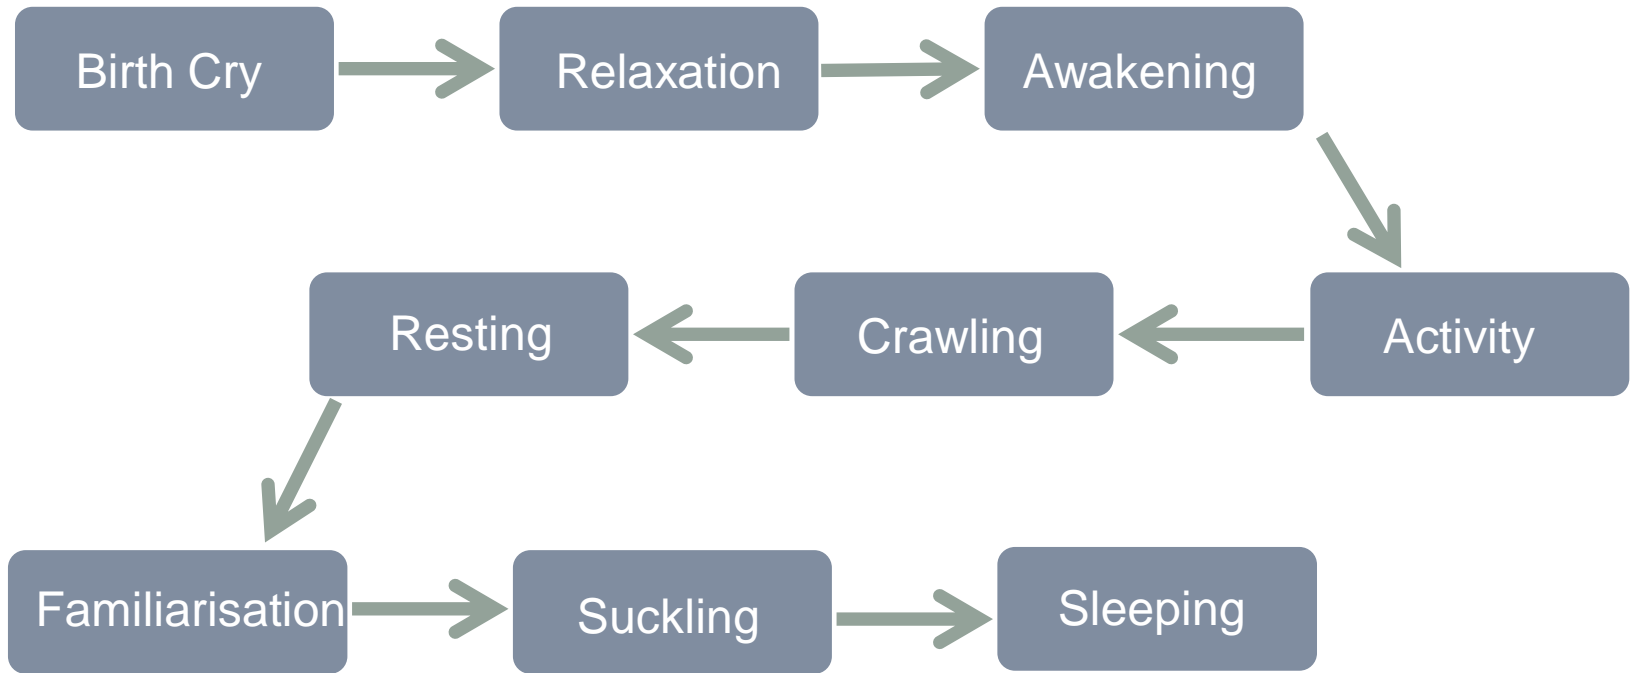 Birth Cry
Relaxation
Awakening
Activity
Crawling
Resting
Familiarisation
Suckling
Sleeping